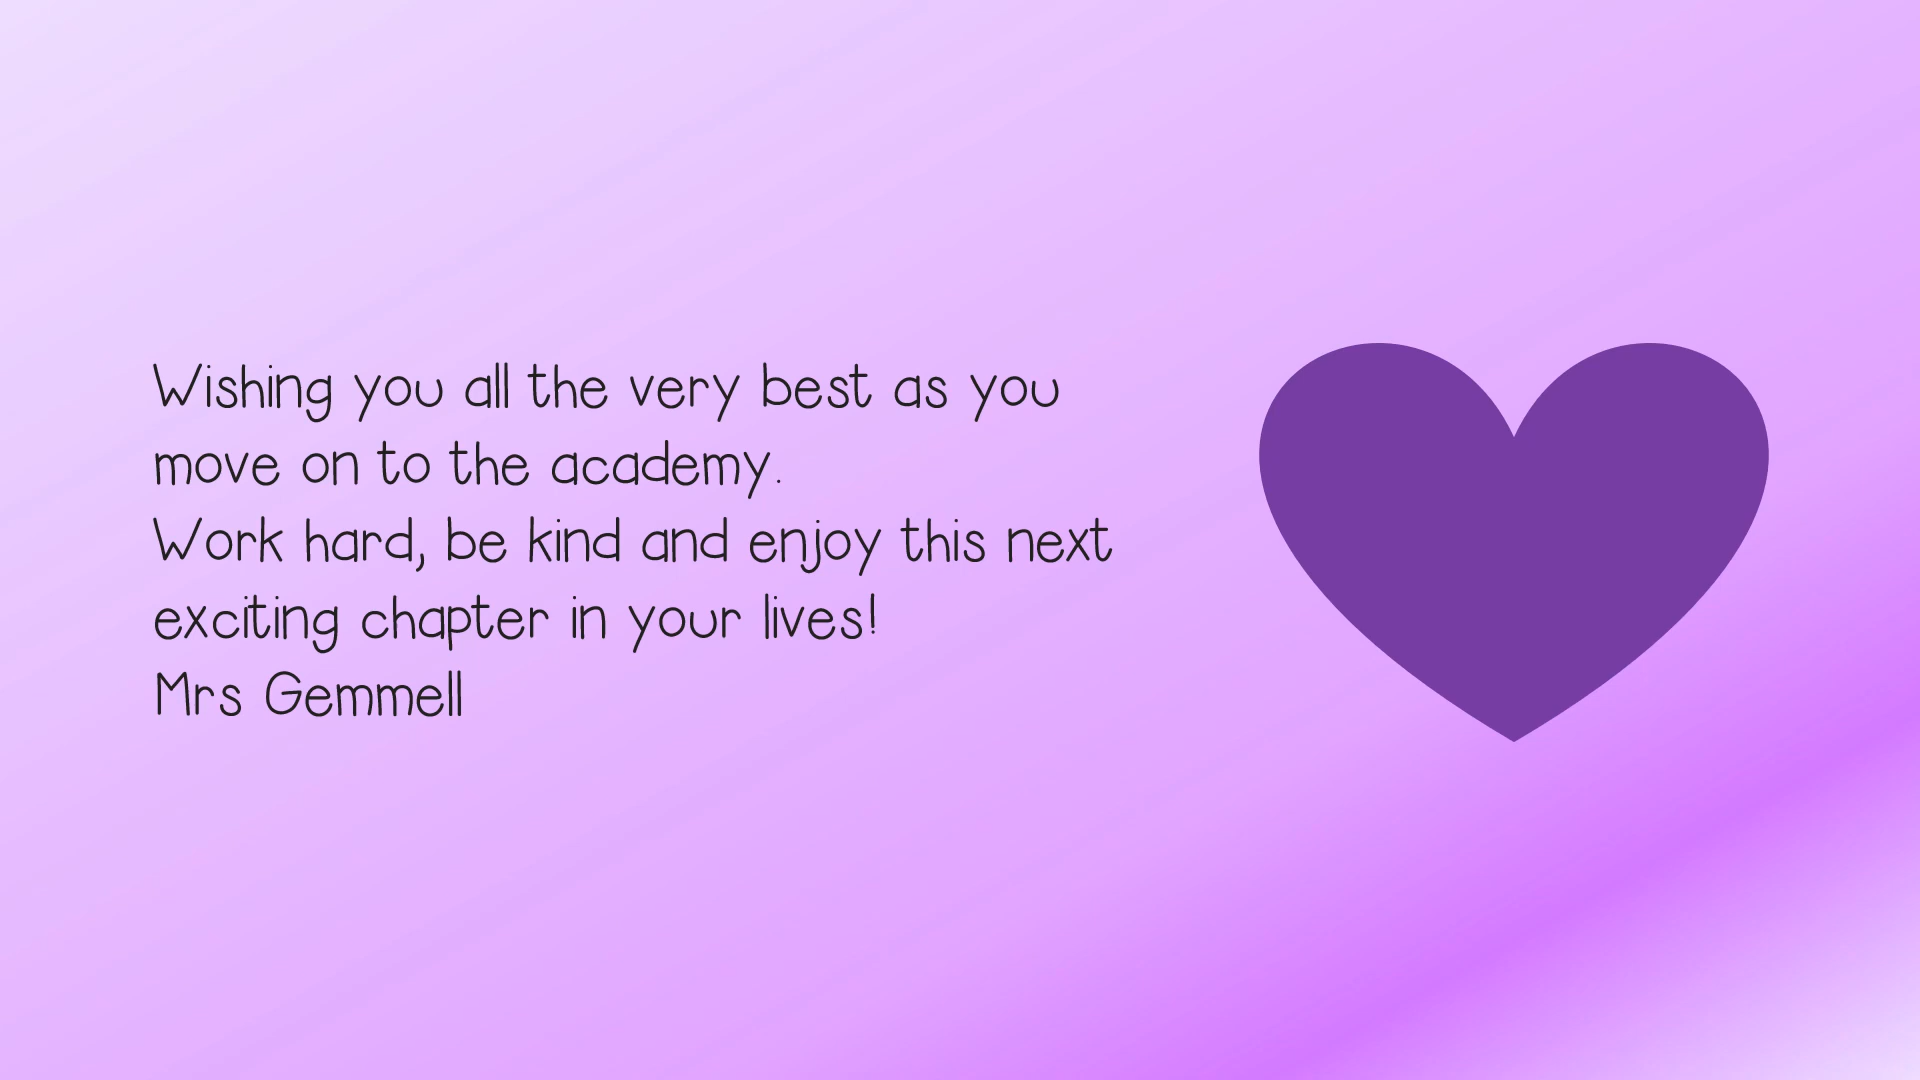 Wishing you all the very best as you
move on to the academy.
Work hard, be kind and enjoy this next
exciting chapter in your lives!
Mrs Gemmell